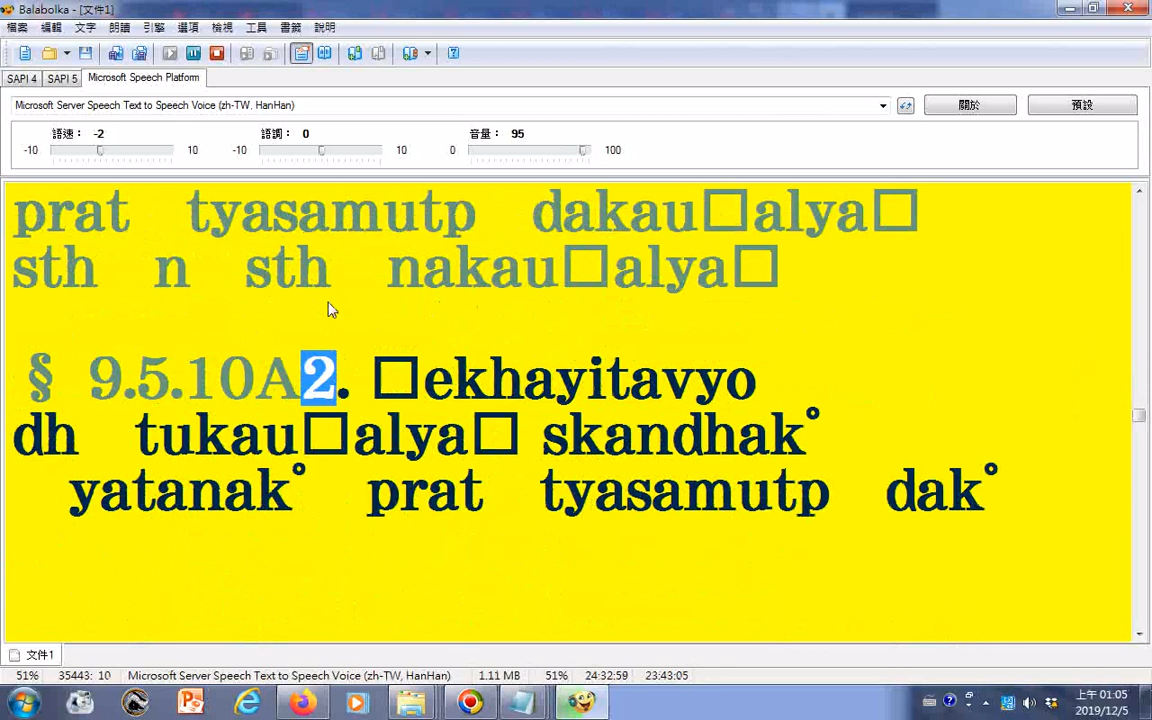 Balabolka - [文件1]
檔案 編輯 文字 朗讀 引擎 選項 檢視 工具 書籤 說明
SAPI 4 SAPI 5 Microsoft Speech Platform
Microsoft Server Speech Text to Speech Voice (zh-TW, HanHan) 關於 預設
語速： -2 語調： 0 音量： 95
-10 10 -10 10 0 100
prat tyasamutp dakau□alya□
sth n sth nakau□alya□
§ 9.5.10A2. □ekhayitavyo
dh tukau□alya□ skandhak°
yatanak° prat tyasamutp dak°
文件1
51% 35443: 10 Microsoft Server Speech Text to Speech Voice (zh-TW, HanHan) 1.11 MB 51% 24:32:59 23:43:05
上午 01:05
2019/12/5